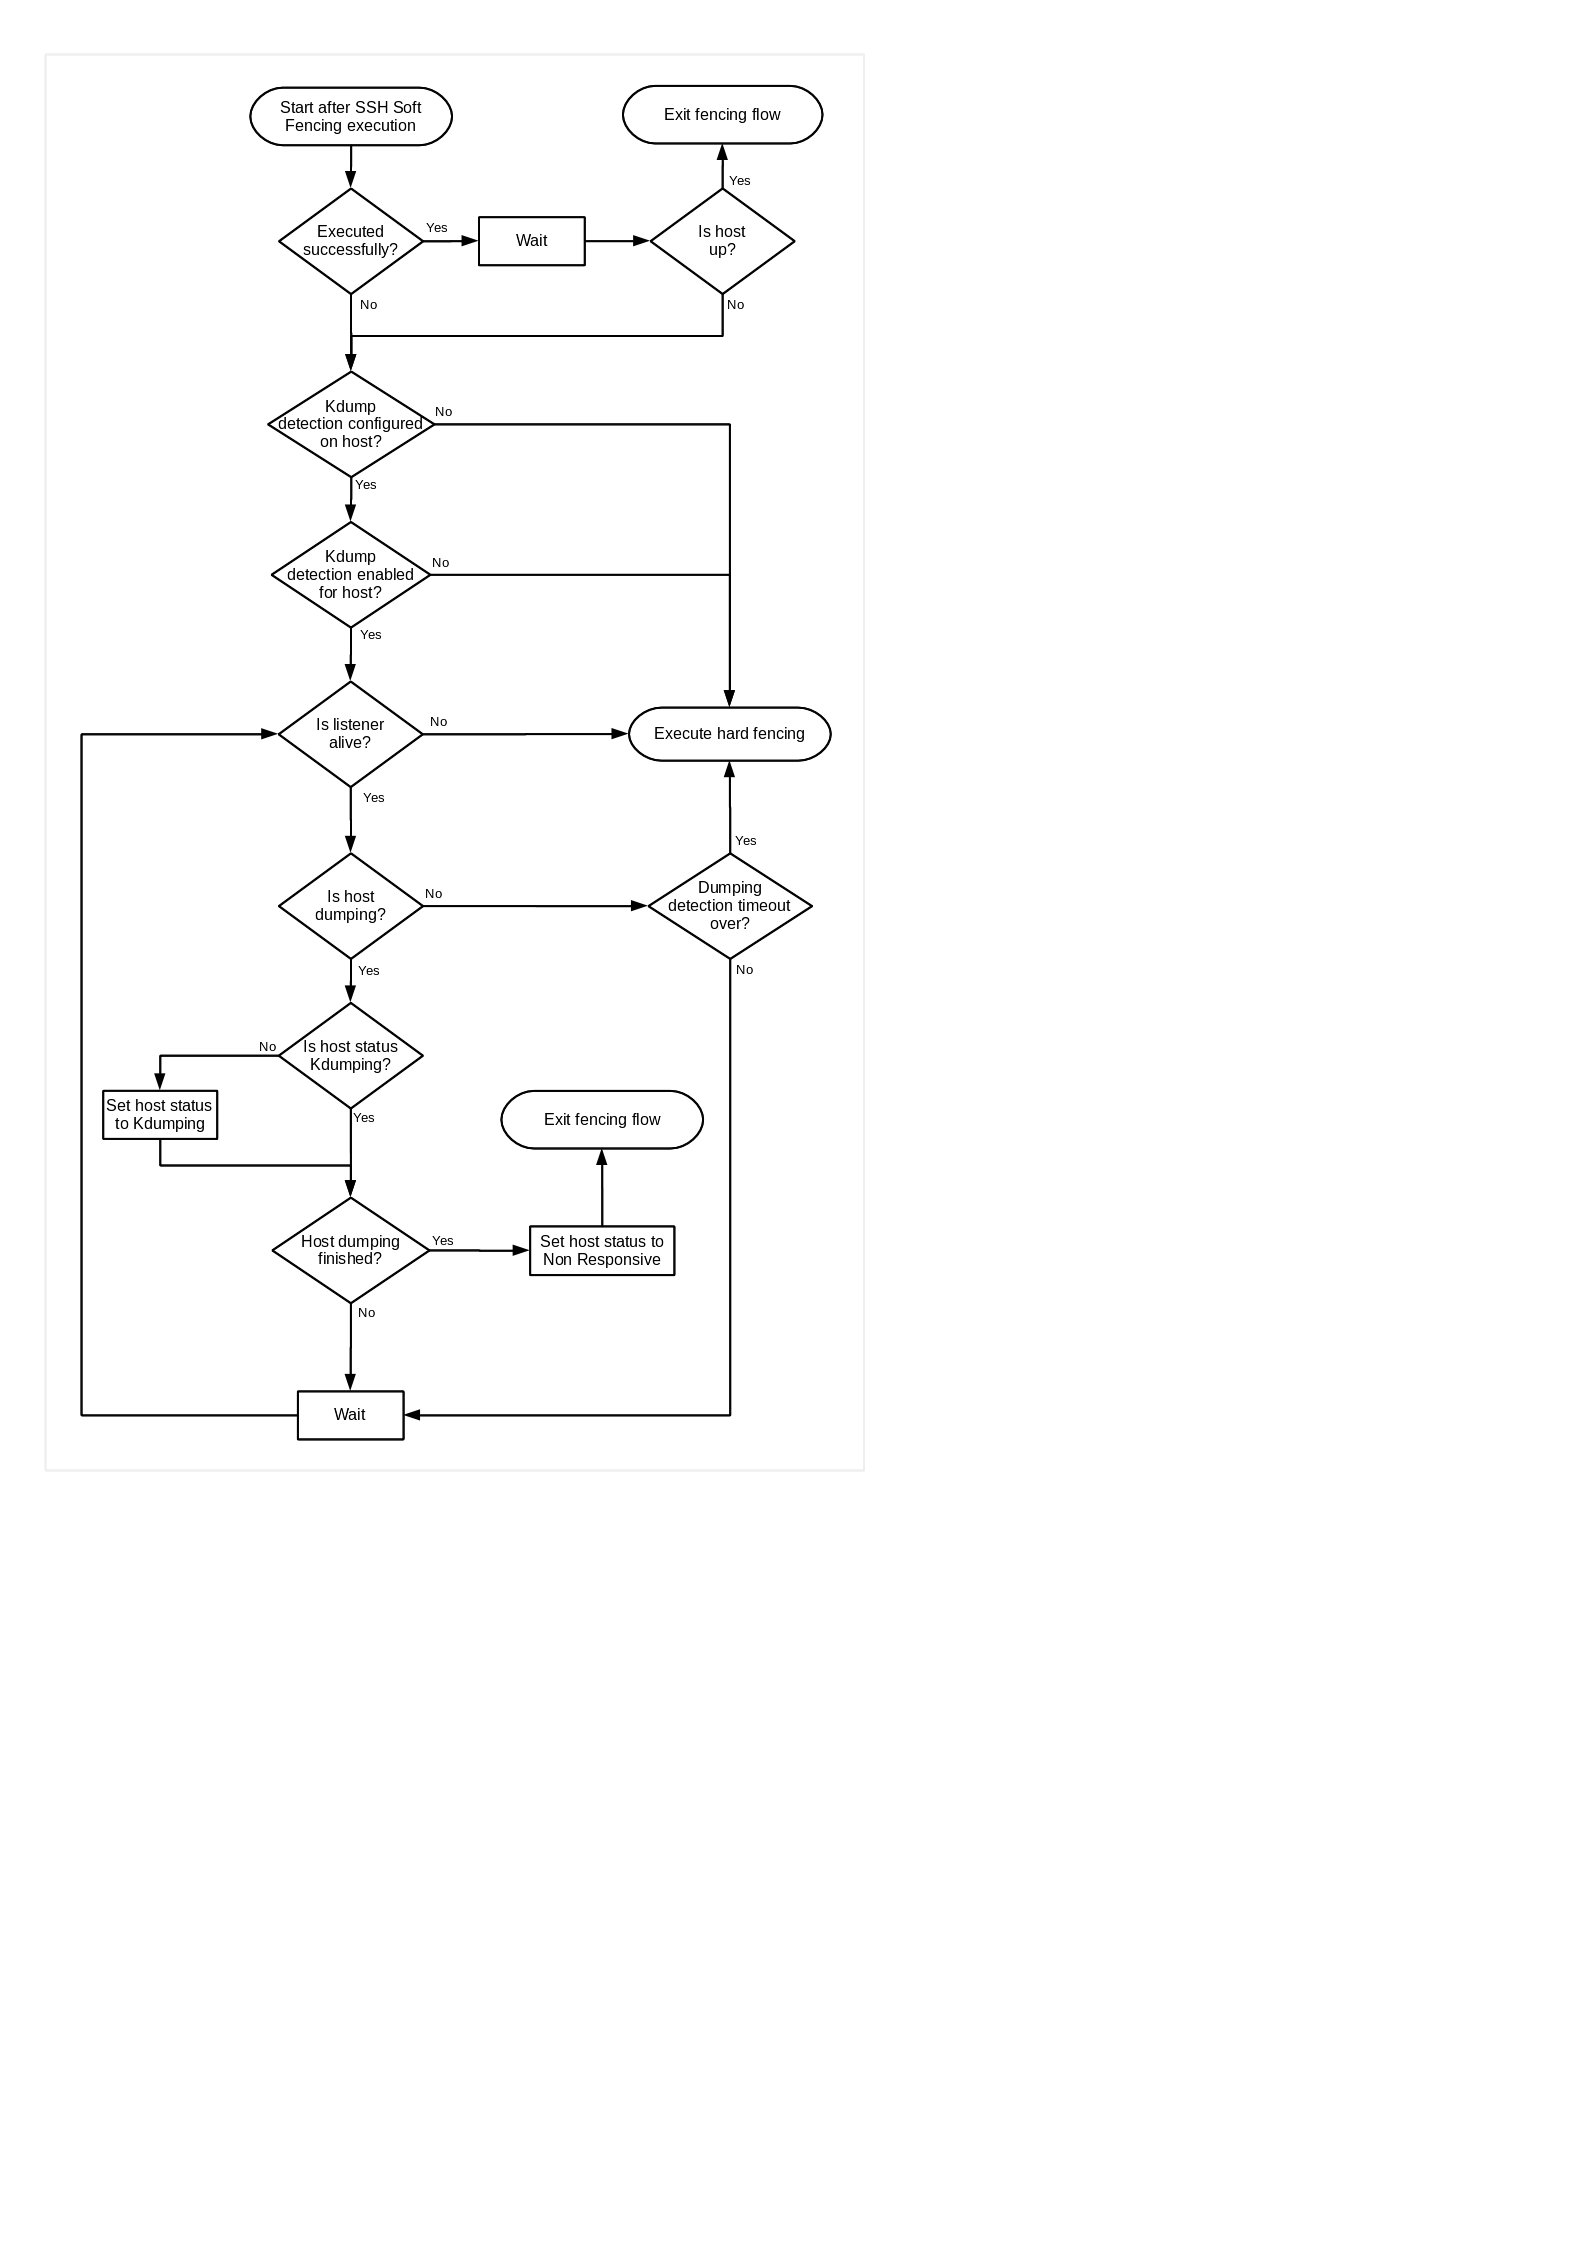 Start after SSH Soft
Fencing execution
Exit fencing flow
Yes
Executed
successfully?
Yes
Wait
Is host
up?
No
No
Kdump
detection configured
on host?
No
Yes
Kdump
detection enabled
for host?
No
Yes
Is listener
alive?
No
Execute hard fencing
Yes
Yes
Is host
dumping?
No
Dumping
detection timeout
over?
Yes
No
No
Is host status
Kdumping?
Set host status
to Kdumping
Yes
Exit fencing flow
Host dumping
finished?
Yes
Set host status to
Non Responsive
No
Wait